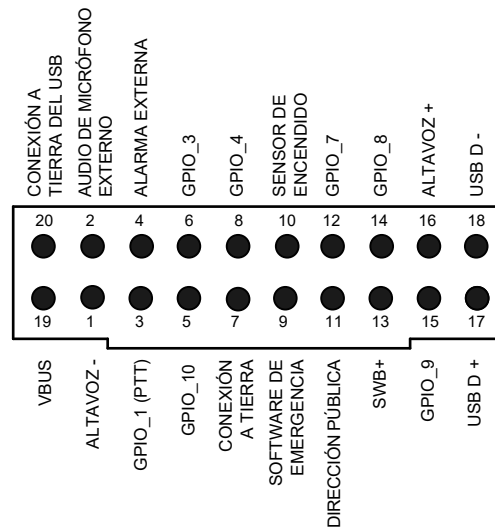 CONEXIÓN A
TIERRA DEL USB
AUDIO DE MICRÓFONO
EXTERNO
ALARMA EXTERNA
GPIO_3
GPIO_4
SENSOR DE
ENCENDIDO
GPIO_7
GPIO_8
ALTAVOZ +
USB D -
20 2 4 6 8 10 12 14 16 18
19 1 3 5 7 9 11 13 15 17
VBUS
ALTAVOZ -
GPIO_1 (PTT)
GPIO_10
CONEXIÓN
A TIERRA
SOFTWARE DE
EMERGENCIA
DIRECCIÓN PÚBLICA
SWB+
GPIO_9
USB D +